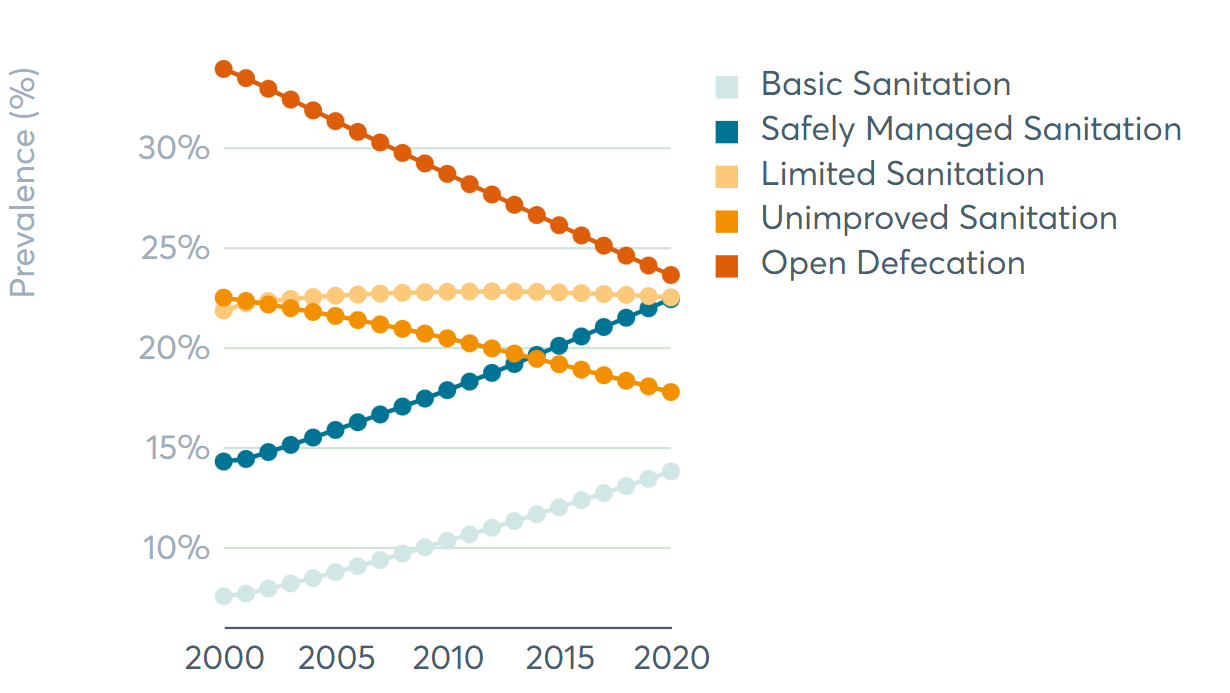 Prevalence (%)
30%
25%
20%
15%
10%
2000 2005 2010 2015 2020
Basic Sanitation
Safely Managed Sanitation
Limited Sanitation
Unimproved Sanitation
Open Defecation